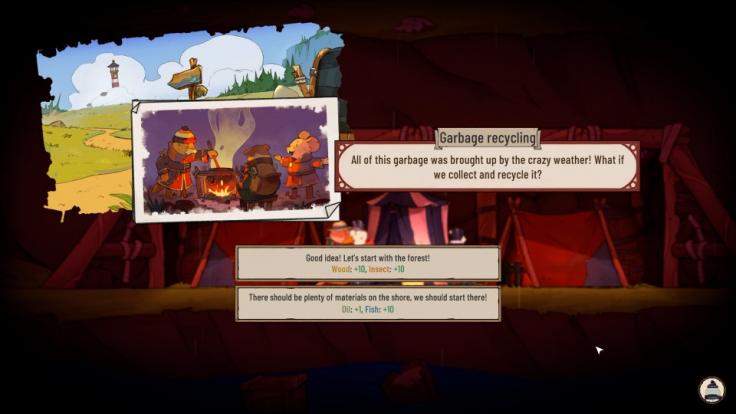 Garbage recycling
All of this garbage was brought up by the crazy weather! What if
we collect and recycle it?
Good idea! Let's start with the forest!
Wood: +10, Insect: +10
There should be plenty of materials on the shore, we should start there!
Oil: +1, Fish: +10